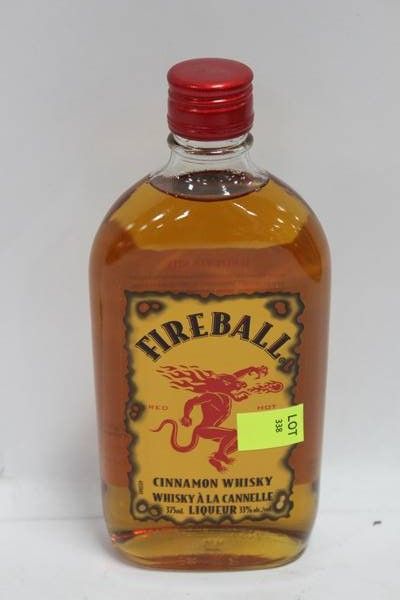 FIREBALL
RED HOT
LOT
338
CINNAMON WHISKY
WHISKY À LA CANNELLE
375mL LIQUEUR 33% alc./vol.